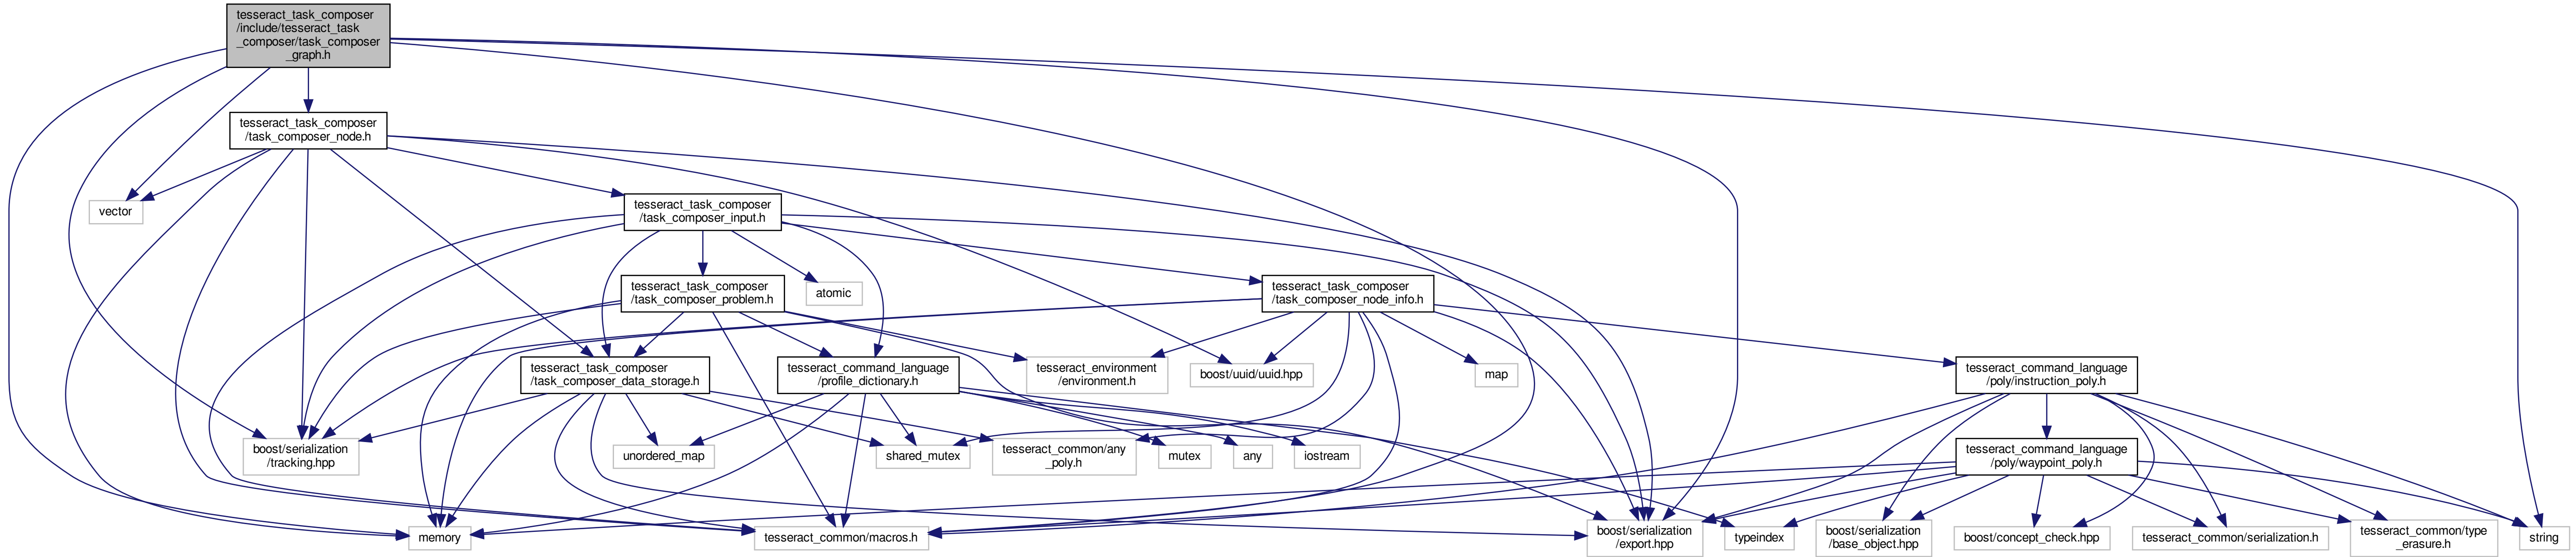 tesseract_task_composer
/include/tesseract_task
_composer/task_composer
_graph.h
tesseract_task_composer
/task_composer_node.h
vector
tesseract_task_composer
/task_composer_input.h
tesseract_task_composer
/task_composer_problem.h
atomic
tesseract_task_composer
/task_composer_node_info.h
tesseract_task_composer
/task_composer_data_storage.h
tesseract_command_language
/profile_dictionary.h
tesseract_environment
/environment.h
boost/uuid/uuid.hpp
map
tesseract_command_language
/poly/instruction_poly.h
boost/serialization
/tracking.hpp
unordered_map
shared_mutex
tesseract_common/any
_poly.h
mutex
any
iostream
tesseract_command_language
/poly/waypoint_poly.h
memory
tesseract_common/macros.h
boost/serialization
/export.hpp
typeindex
boost/serialization
/base_object.hpp
boost/concept_check.hpp
tesseract_common/serialization.h
tesseract_common/type
_erasure.h
string